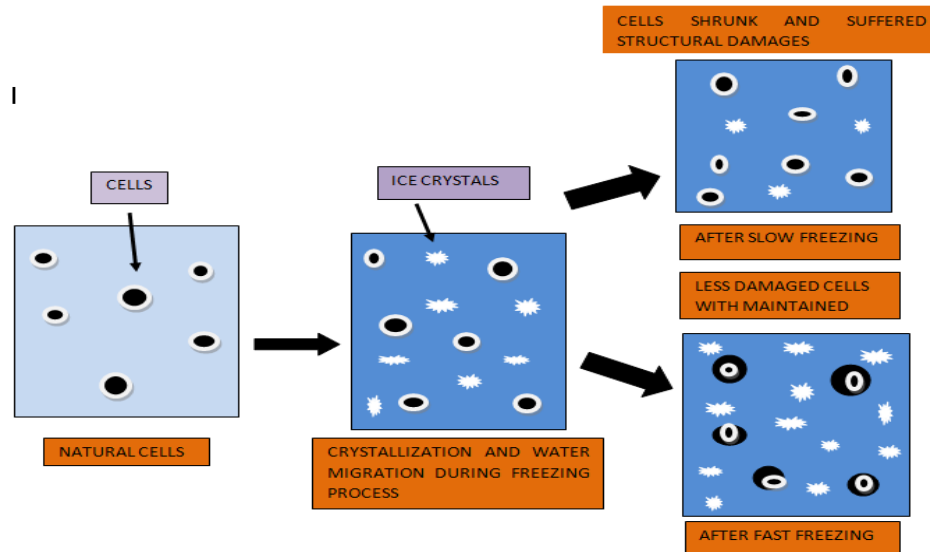 CELLS SHRUNK AND SUFFERED
STRUCTURAL DAMAGES
I
CELLS
ICE CRYSTALS
AFTER SLOW FREEZING
LESS DAMAGED CELLS
WITH MAINTAINED
NATURAL CELLS
CRYSTALLIZATION AND WATER
MIGRATION DURING FREEZING
PROCESS
AFTER FAST FREEZING